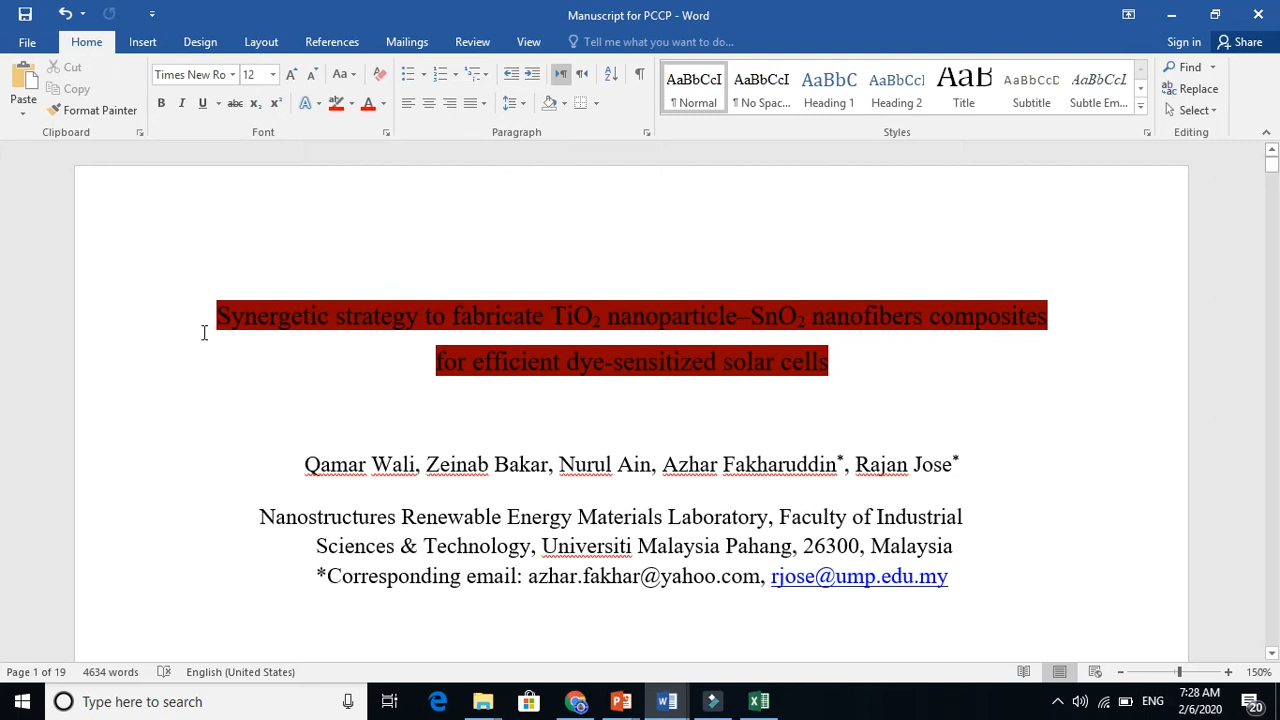 Manuscript for PCCP - Word
File Home Insert Design Layout References Mailings Review View Tell me what you want to do... Sign in Share
Cut
Copy
Format Painter
Paste
Times New Ro 12 Aa
B I U abc x₂ x² A A
AaBbCcI AaBbCcI AaBbC AaBbCcI AaB AaBbCcD AaBbCcI
¶ Normal ¶ No Spac... Heading 1 Heading 2 Title Subtitle Subtle Em...
Find
Replace
Select
Clipboard Font Paragraph Styles Editing
Synergetic strategy to fabricate TiO₂ nanoparticle–SnO₂ nanofibers composites
for efficient dye-sensitized solar cells
Qamar Wali, Zeinab Bakar, Nurul Ain, Azhar Fakharuddin*, Rajan Jose*
Nanostructures Renewable Energy Materials Laboratory, Faculty of Industrial
Sciences & Technology, Universiti Malaysia Pahang, 26300, Malaysia
*Corresponding email: azhar.fakhar@yahoo.com, rjose@ump.edu.my
Page 1 of 19 4634 words English (United States) 150%
Type here to search ENG 7:28 AM
2/6/2020 20